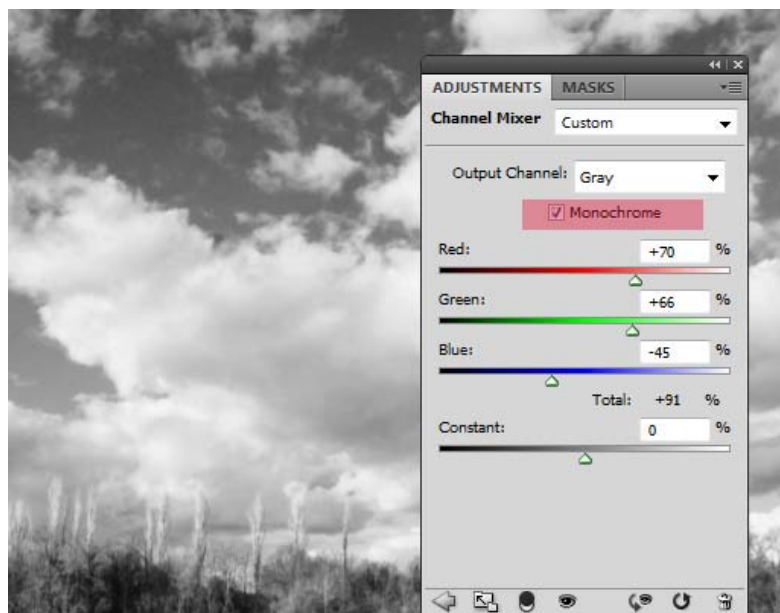 ADJUSTMENTS MASKS
Channel Mixer Custom
Output Channel: Gray
Monochrome
Red: +70 %
Green: +66 %
Blue: -45 %
Total: +91 %
Constant: 0 %